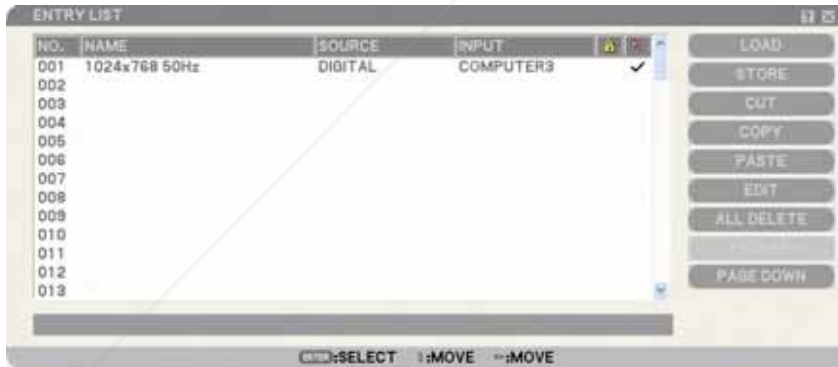 ENTRY LIST
NO. NAME SOURCE INPUT
001 1024x768 50Hz DIGITAL COMPUTER3 ✓
002
003
004
005
006
007
008
009
010
011
012
013
LOAD
STORE
CUT
COPY
PASTE
EDIT
ALL DELETE
PAGE DOWN
ENTER:SELECT ↕:MOVE ↔:MOVE